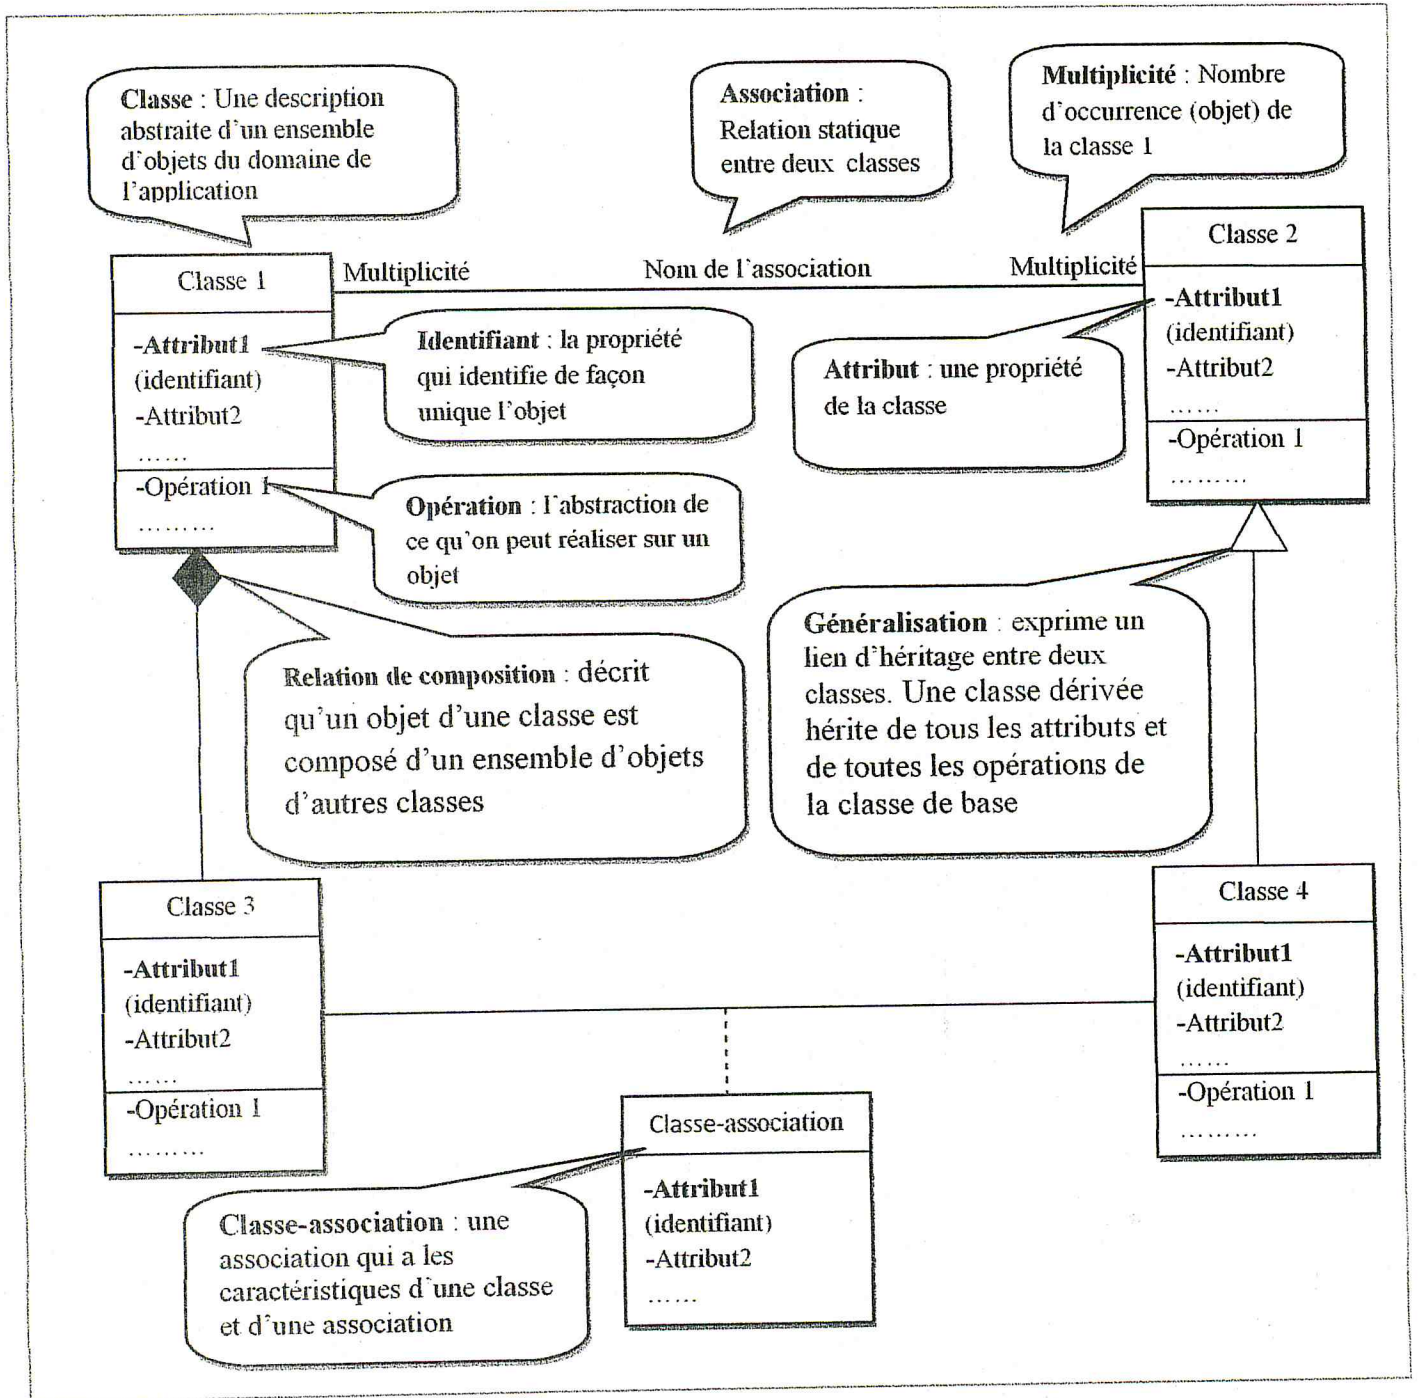 Classe : Une description
abstraite d'un ensemble
d'objets du domaine de
l'application
Association :
Relation statique
entre deux classes
Multiplicité : Nombre
d'occurrence (objet) de
la classe 1
Classe 1
Multiplicité
Nom de l'association
Multiplicité
Classe 2
-Attribut1
(identifiant)
-Attribut2
......
-Opération 1
.........
Identifiant : la propriété
qui identifie de façon
unique l'objet
Attribut : une propriété
de la classe
-Attribut1
(identifiant)
-Attribut2
......
-Opération 1
.........
Opération : l'abstraction de
ce qu'on peut réaliser sur un
objet
Relation de composition : décrit
qu'un objet d'une classe est
composé d'un ensemble d'objets
d'autres classes
Généralisation : exprime un
lien d'héritage entre deux
classes. Une classe dérivée
hérite de tous les attributs et
de toutes les opérations de
la classe de base
Classe 3
-Attribut1
(identifiant)
-Attribut2
......
-Opération 1
.........
Classe 4
-Attribut1
(identifiant)
-Attribut2
......
-Opération 1
.........
Classe-association
-Attribut1
(identifiant)
-Attribut2
......
Classe-association : une
association qui a les
caractéristiques d'une classe
et d'une association